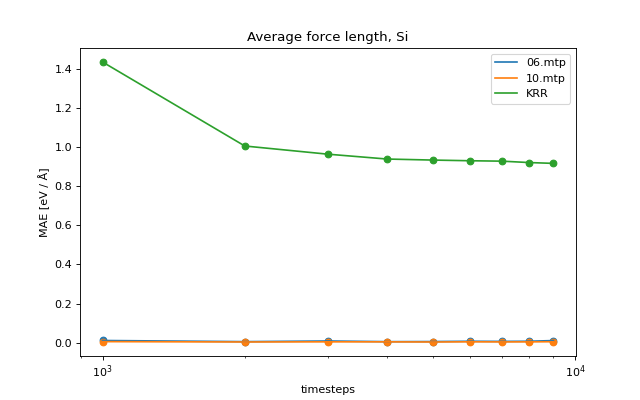 Average force length, Si
06.mtp
10.mtp
KRR
MAE [eV / Å]
1.4
1.2
1.0
0.8
0.6
0.4
0.2
0.0
10³
10⁴
timesteps